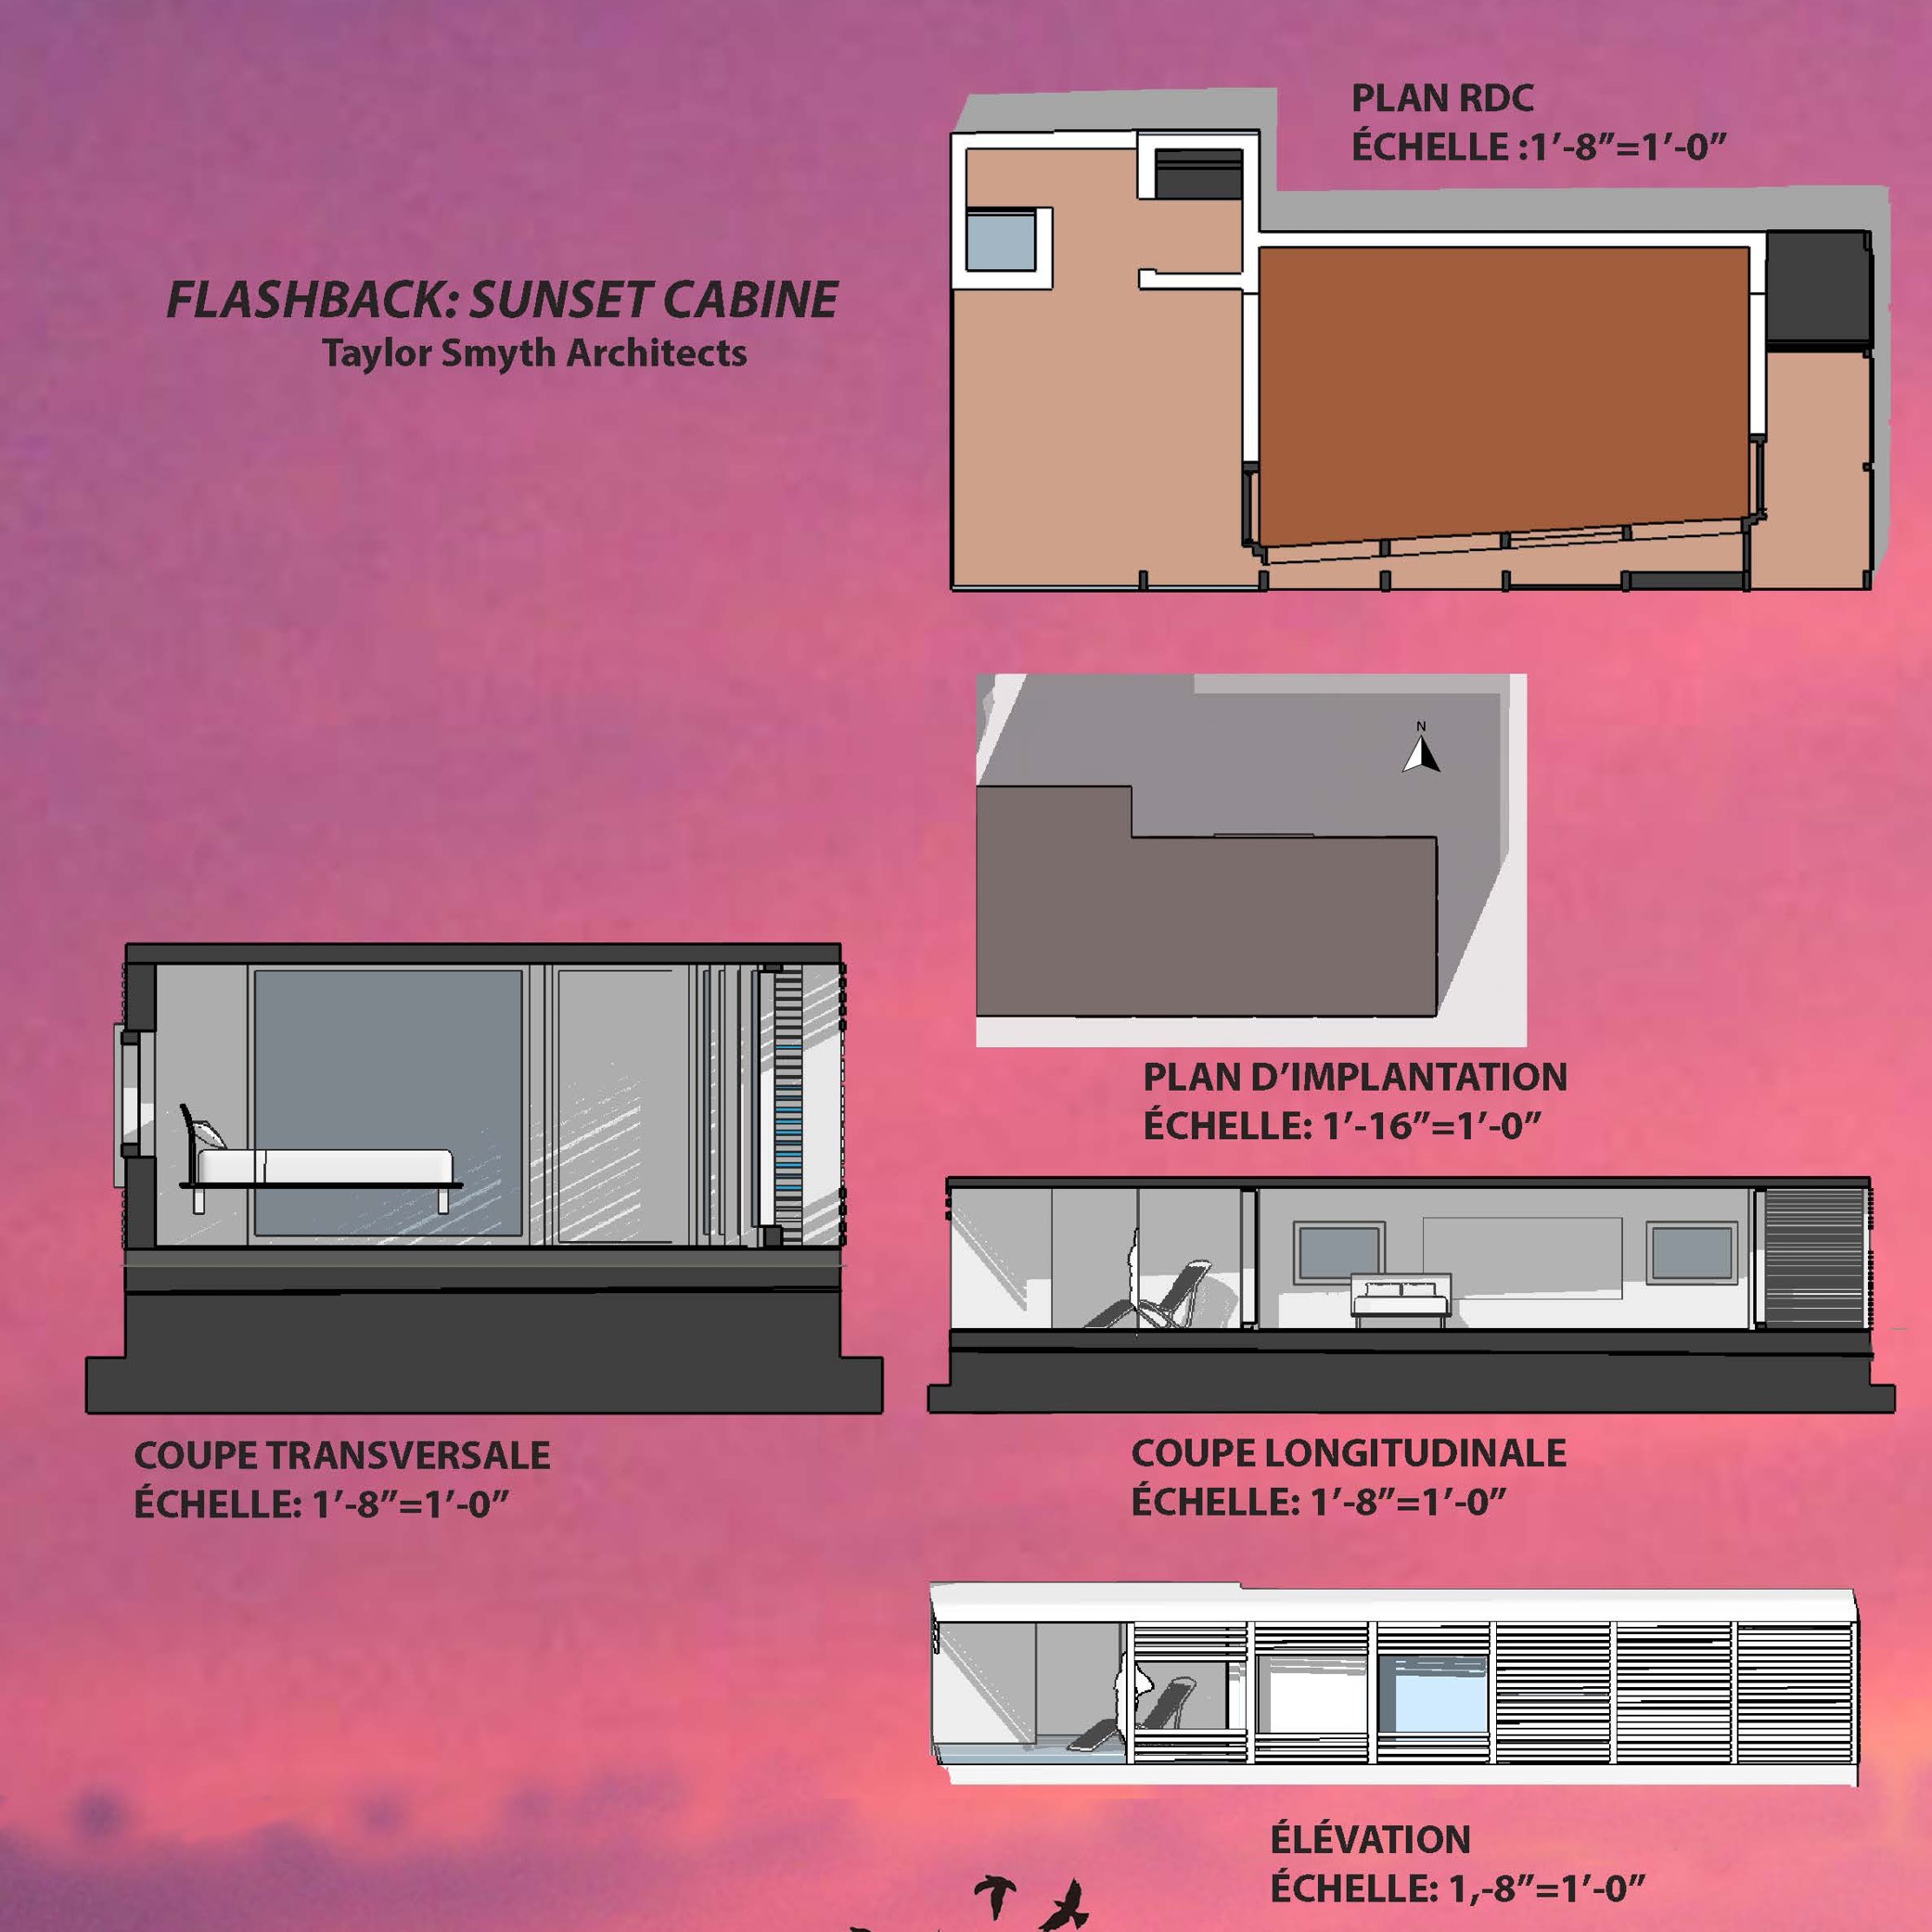 PLAN RDC
ÉCHELLE :1’-8”=1’-0”
FLASHBACK: SUNSET CABINE
Taylor Smyth Architects
N
PLAN D’IMPLANTATION
ÉCHELLE: 1’-16”=1’-0”
COUPE TRANSVERSALE
ÉCHELLE: 1’-8”=1’-0”
COUPE LONGITUDINALE
ÉCHELLE: 1’-8”=1’-0”
ÉLÉVATION
ÉCHELLE: 1,-8”=1’-0”